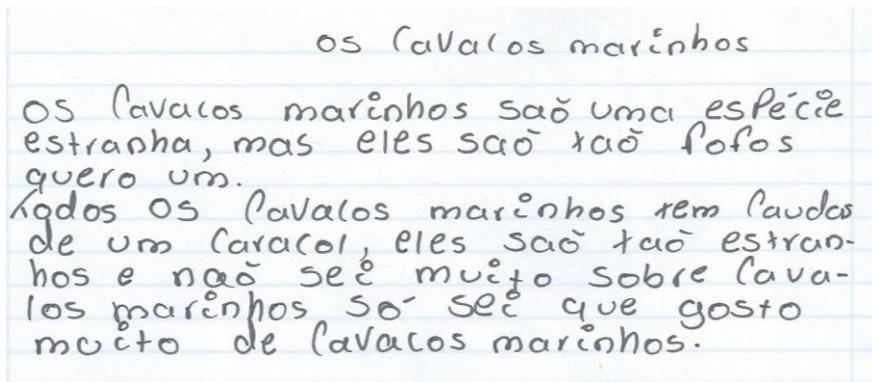 os Cavalos marinhos
OS Cavalos marinhos saõ uma espécie
estranha, mas eles saõ taõ fofos
quero um.
Todos OS Cavalos marinhos tem Caudas
de um Caracol, eles saõ taõ estran-
hos e naõ sei muito sobre Cava-
los marinhos só sei que gosto
muito de Cavalos marinhos.